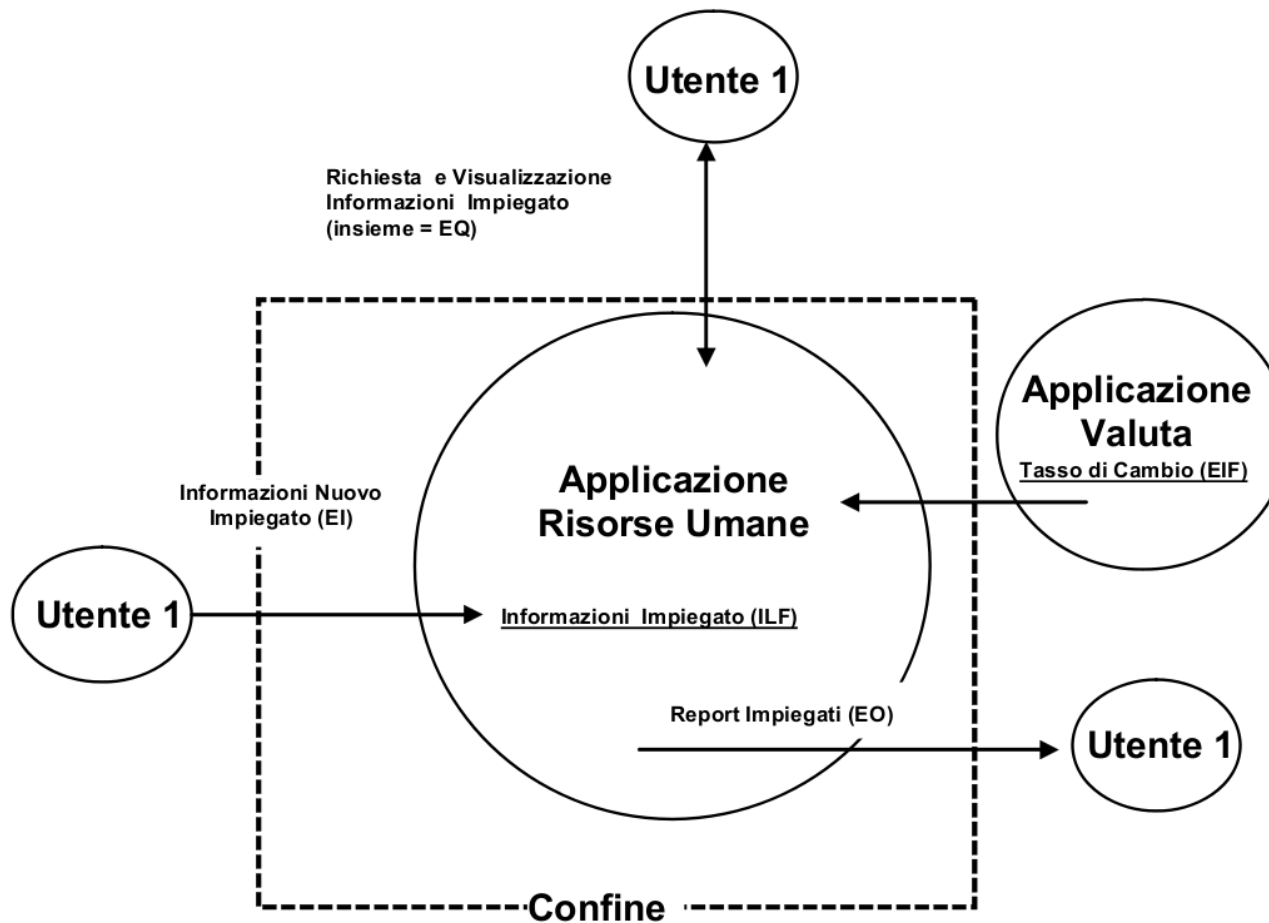 Utente 1
Richiesta e Visualizzazione
Informazioni Impiegato
(insieme = EQ)
Applicazione
Valuta
Tasso di Cambio (EIF)
Applicazione
Risorse Umane
Informazioni Nuovo
Impiegato (EI)
Utente 1
Informazioni Impiegato (ILF)
Report Impiegati (EO)
Utente 1
Confine